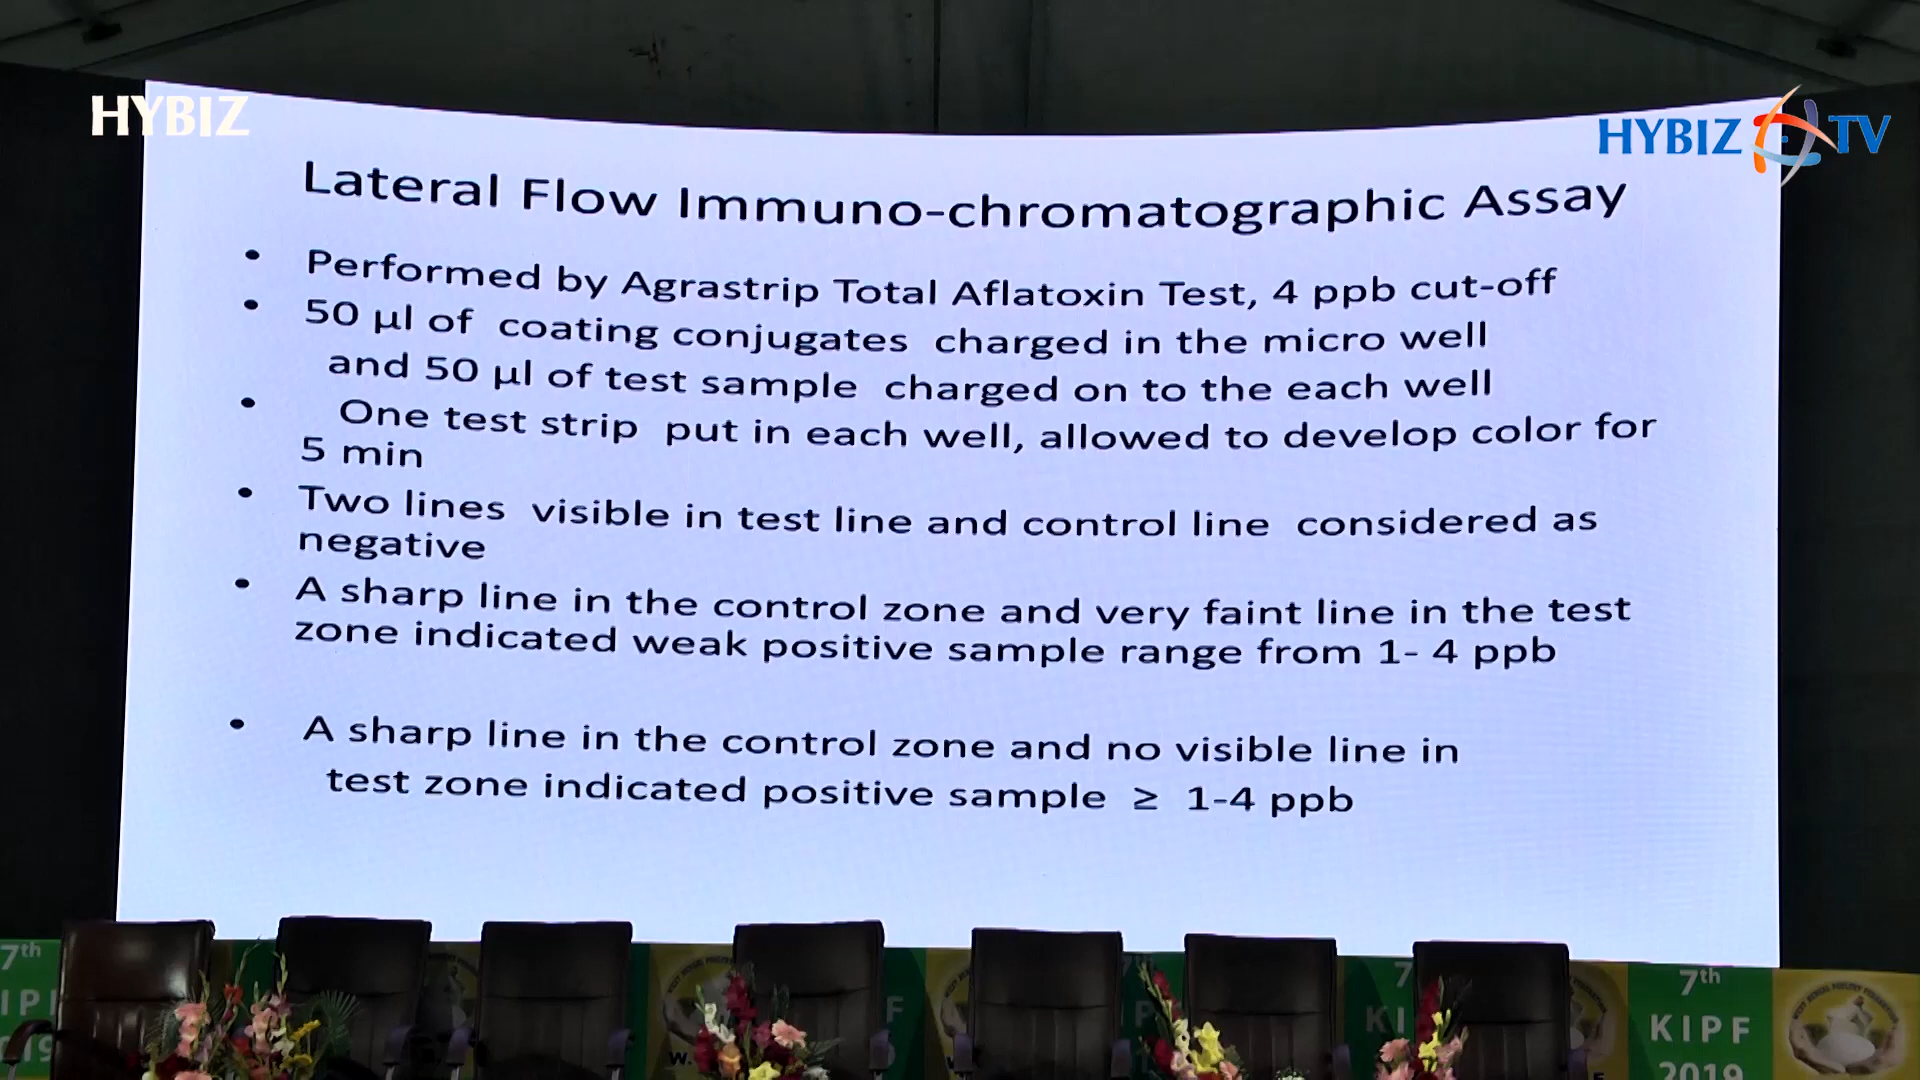 HYBIZ
HYBIZ TV
Lateral Flow Immuno-chromatographic Assay
• Performed by Agrastrip Total Aflatoxin Test, 4 ppb cut-off
• 50 µl of coating conjugates charged in the micro well
and 50 µl of test sample charged on to the each well
• One test strip put in each well, allowed to develop color for
5 min
• Two lines visible in test line and control line considered as
negative
• A sharp line in the control zone and very faint line in the test
zone indicated weak positive sample range from 1- 4 ppb
• A sharp line in the control zone and no visible line in
test zone indicated positive sample ≥ 1-4 ppb
7th
7th
KIPF
2019